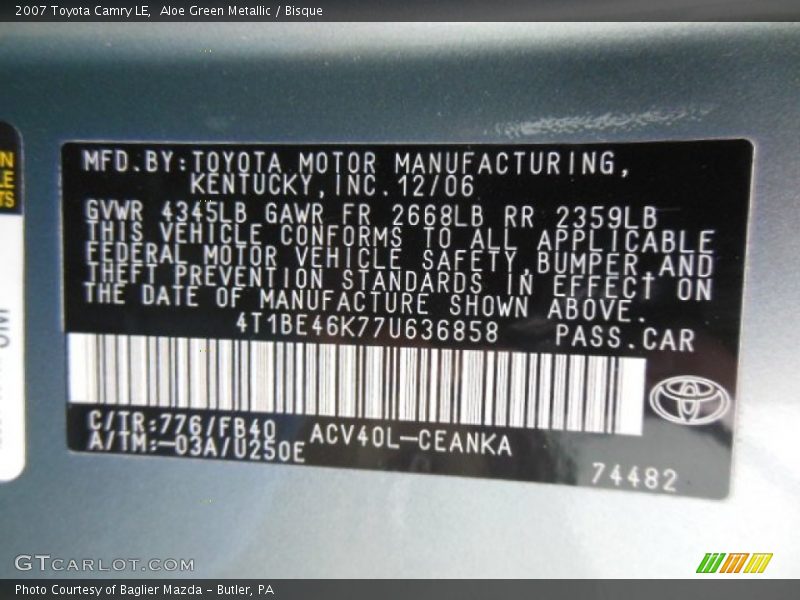 2007 Toyota Camry LE, Aloe Green Metallic / Bisque
MFD.BY:TOYOTA MOTOR MANUFACTURING,
KENTUCKY,INC.12/06
GVWR 4345LB GAWR FR 2668LB RR 2359LB
THIS VEHICLE CONFORMS TO ALL APPLICABLE
FEDERAL MOTOR VEHICLE SAFETY,BUMPER,AND
THEFT PREVENTION STANDARDS IN EFFECT ON
THE DATE OF MANUFACTURE SHOWN ABOVE.
4T1BE46K77U636858 PASS.CAR
C/TR:776/FB40 ACV40L-CEANKA
A/TM:-03A/U250E
74482
GTCARLOT.COM
Photo Courtesy of Baglier Mazda - Butler, PA